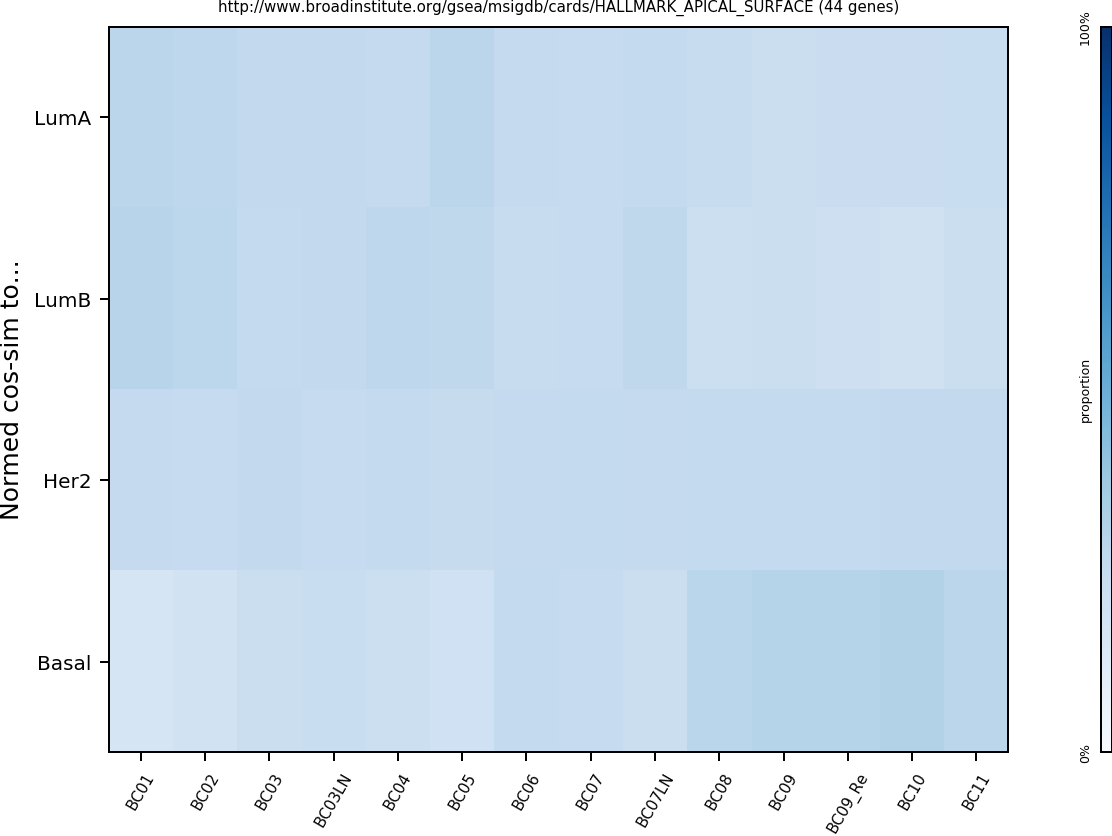 http://www.broadinstitute.org/gsea/msigdb/cards/HALLMARK_APICAL_SURFACE (44 genes)
Normed cos-sim to...
LumA
LumB
Her2
Basal
BC01
BC02
BC03
BC03LN
BC04
BC05
BC06
BC07
BC07LN
BC08
BC09
BC09_Re
BC10
BC11
100%
proportion
0%